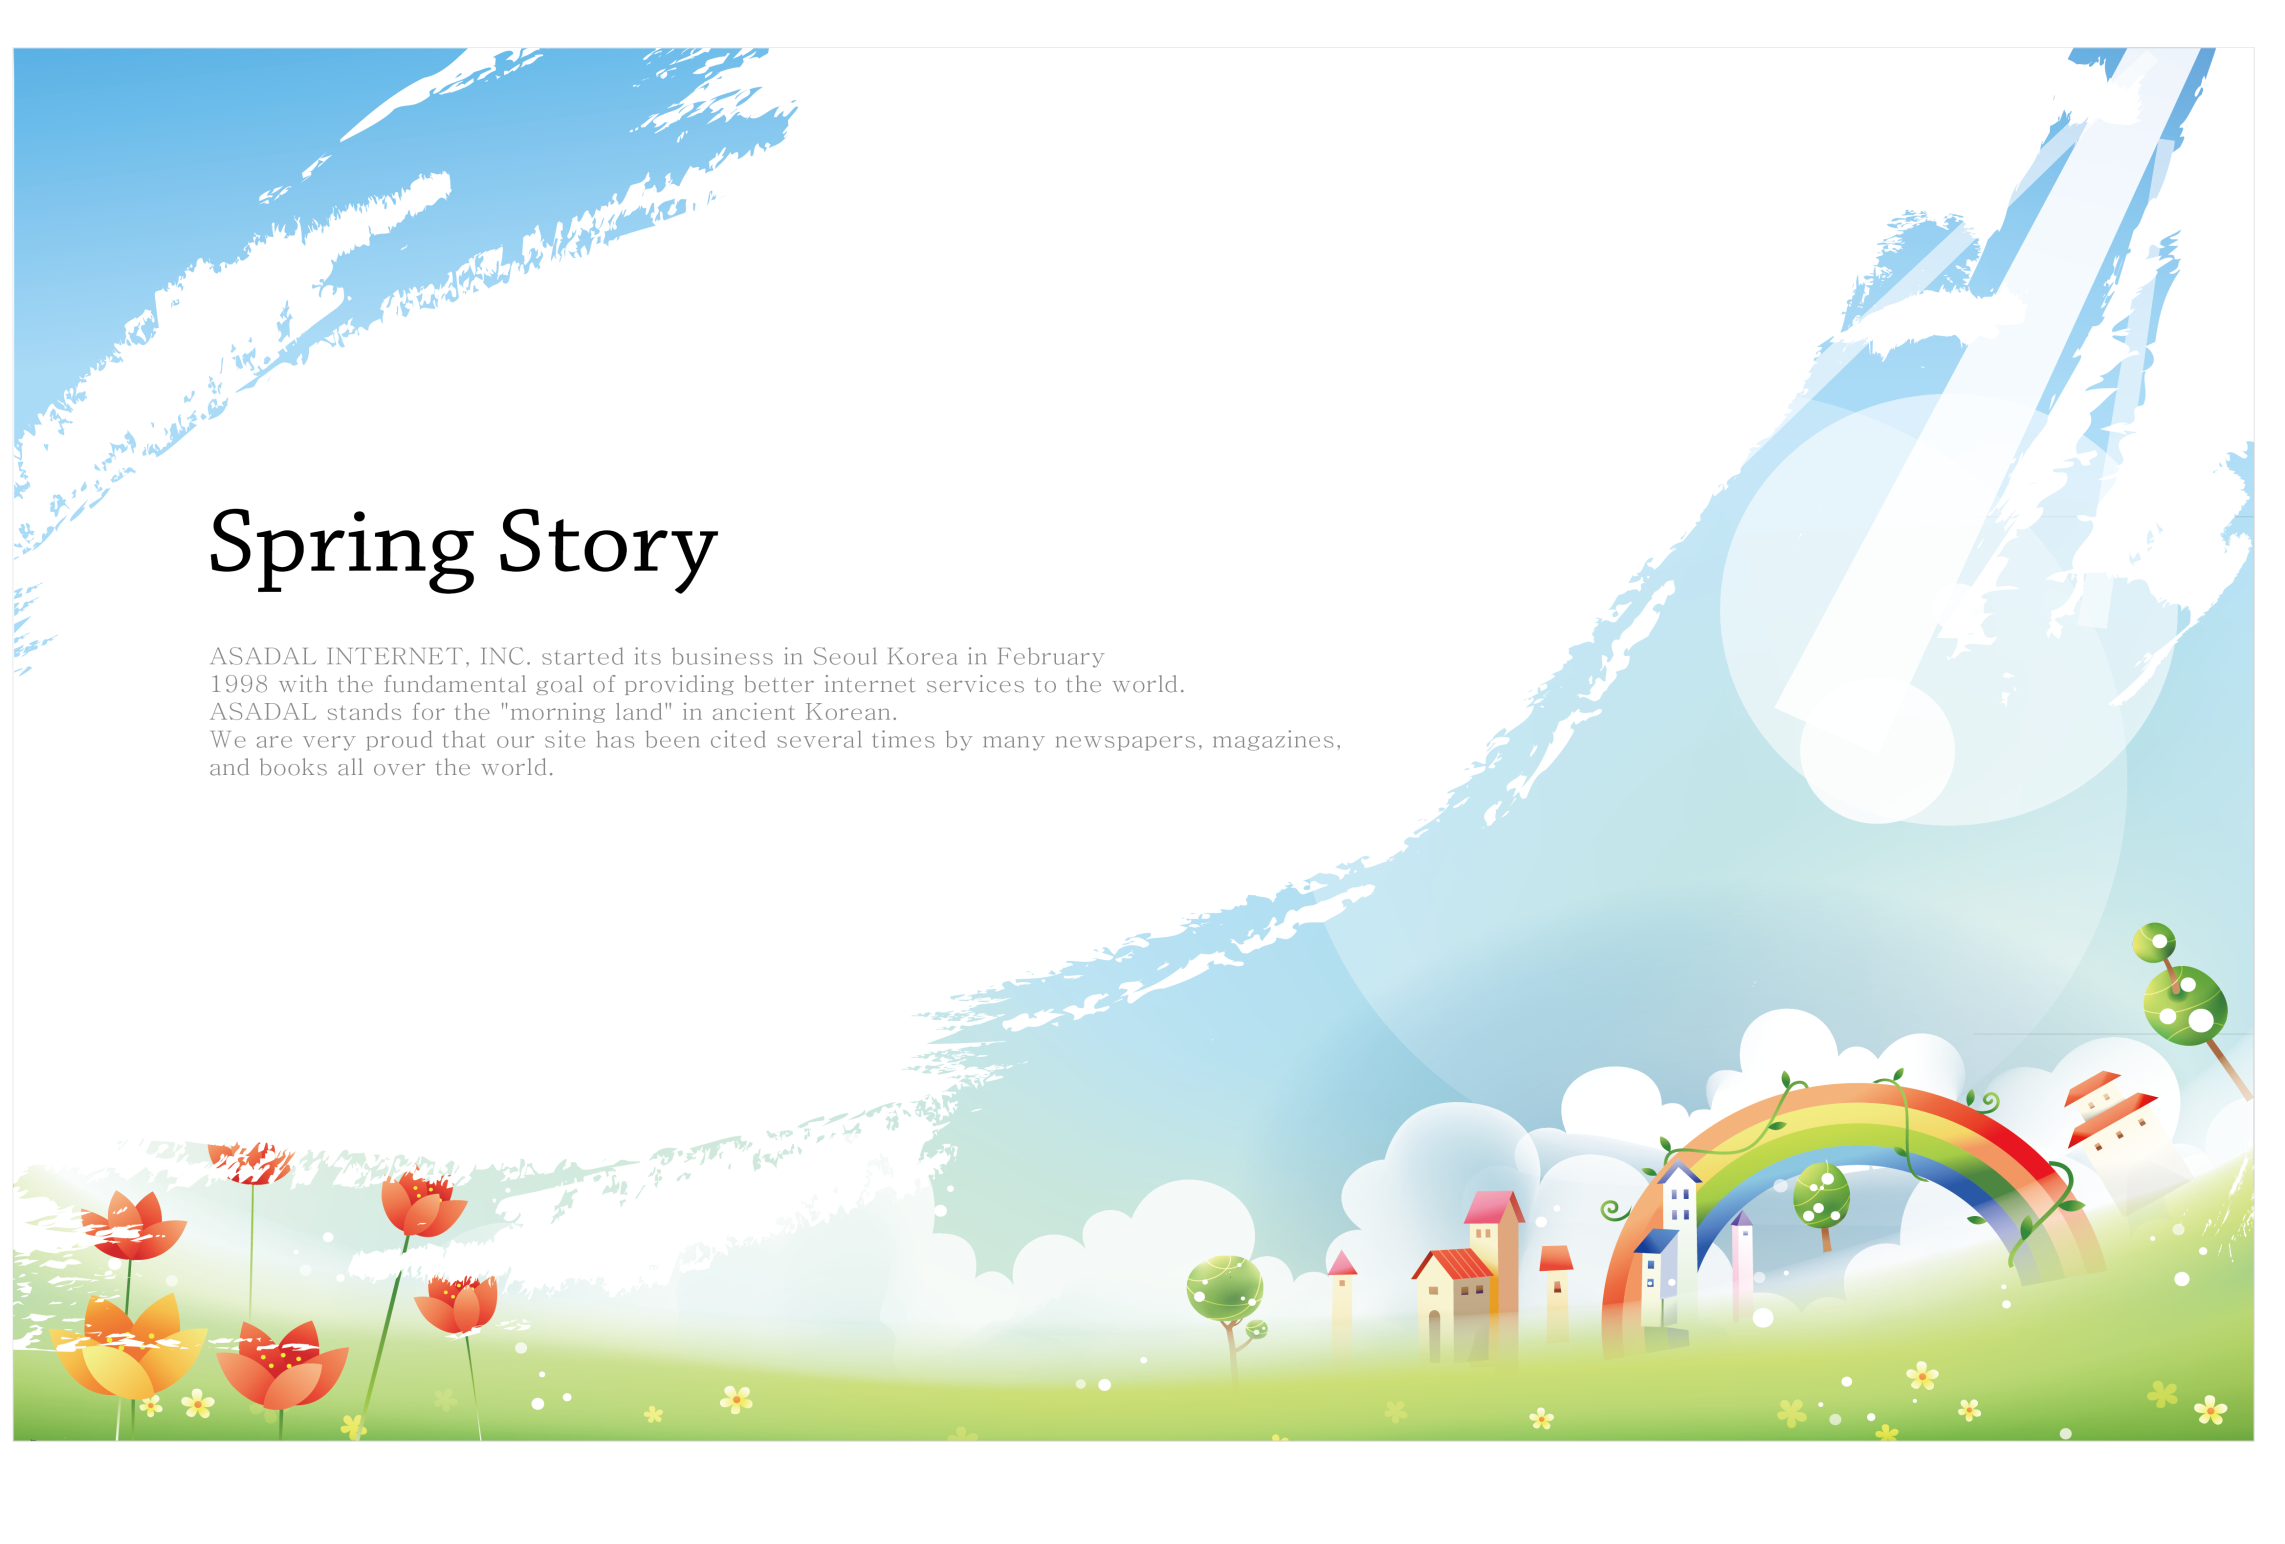 Spring Story
ASADAL INTERNET, INC. started its business in Seoul Korea in February
1998 with the fundamental goal of providing better internet services to the world.
ASADAL stands for the "morning land" in ancient Korean.
We are very proud that our site has been cited several times by many newspapers, magazines,
and books all over the world.